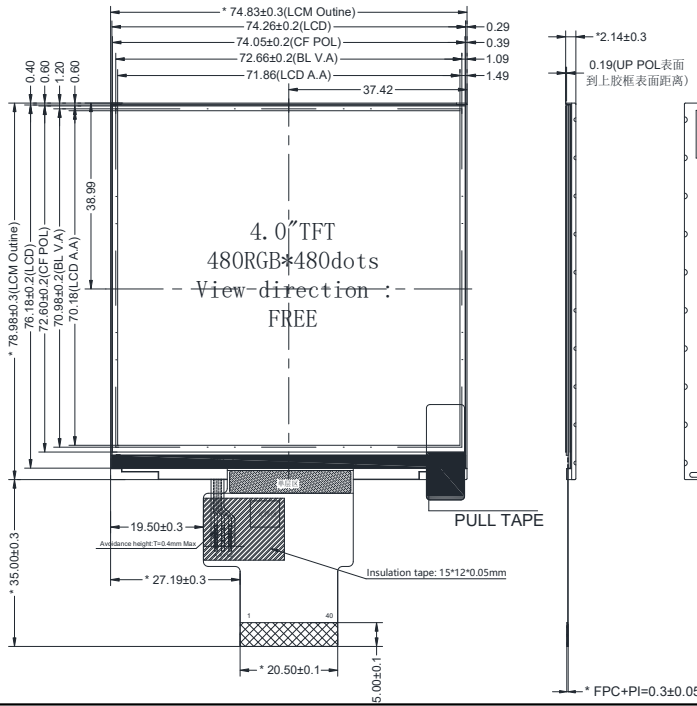 * 74.83±0.3(LCM Outine)
74.26±0.2(LCD)
0.29
74.05±0.2(CF POL)
0.39
72.66±0.2(BL V.A)
1.09
71.86(LCD A.A)
1.49
37.42
*2.14±0.3
0.19(UP POL表面
到上胶框表面距离)
0.40
0.60
1.20
0.60
38.99
* 78.98±0.3(LCM Outine)
76.18±0.2(LCD)
72.60±0.2(CF POL)
70.98±0.2(BL V.A)
70.18(LCD A.A)
4.0"TFT
480RGB*480dots
View direction :
FREE
PULL TAPE
19.50±0.3
Avoidance height:T=0.4mm Max
Insulation tape: 15*12*0.05mm
* 27.19±0.3
* 35.00±0.3
1 40
* 20.50±0.1
5.00±0.1
* FPC+PI=0.3±0.05